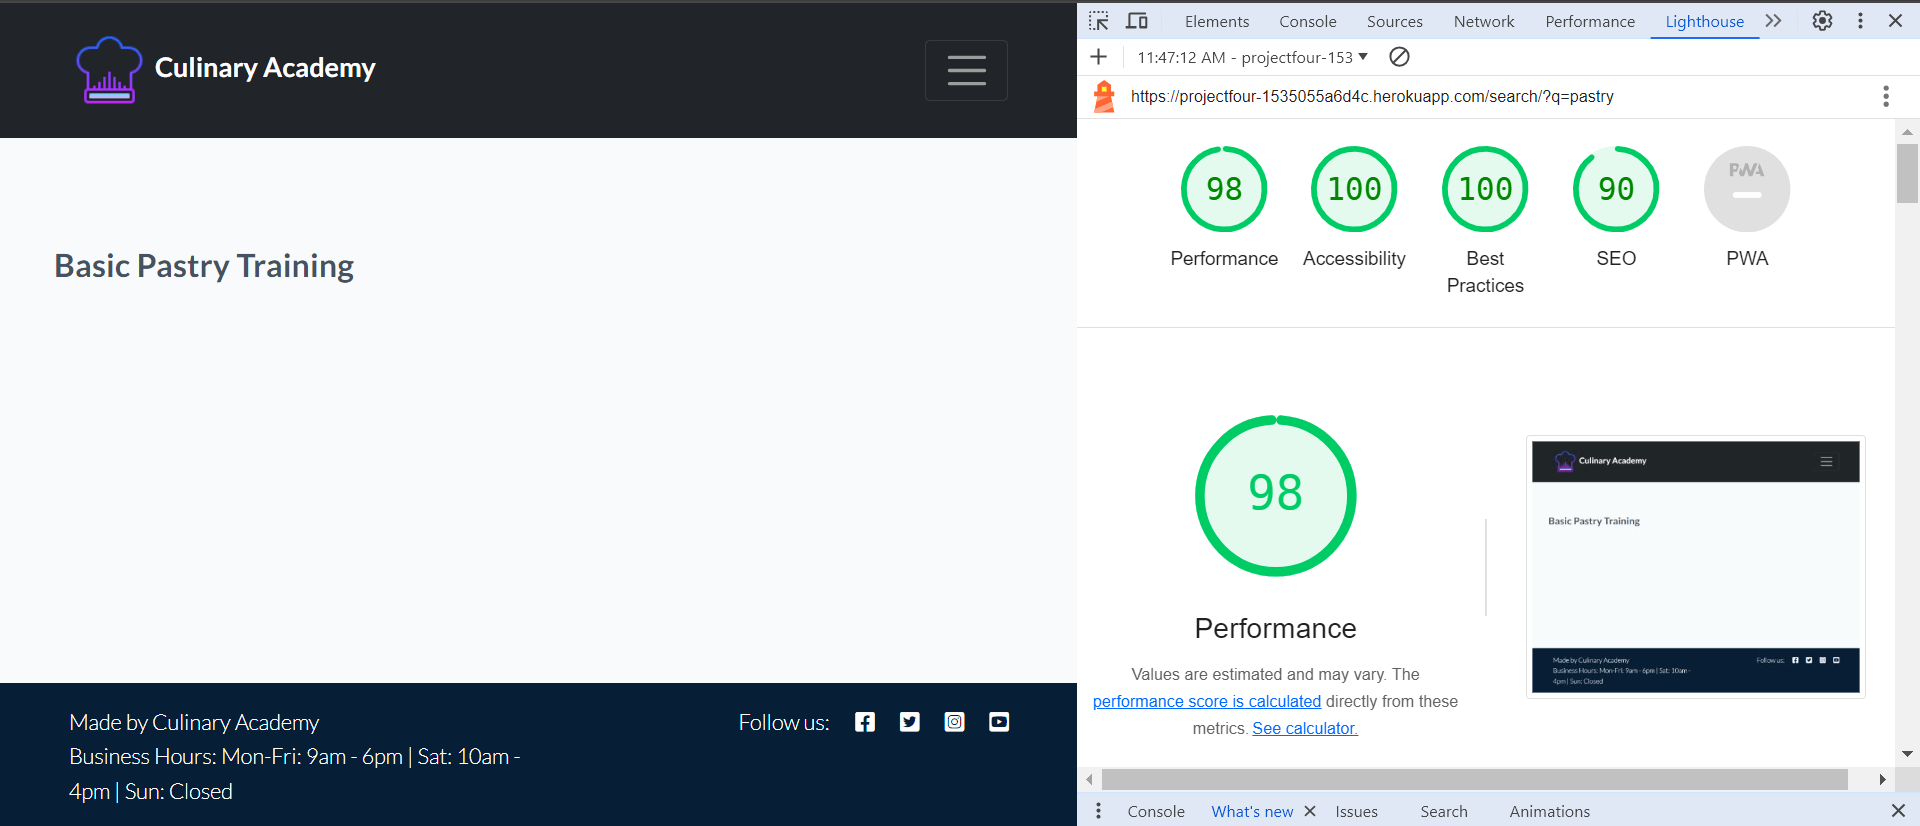 Culinary Academy
Basic Pastry Training
Made by Culinary Academy
Business Hours: Mon-Fri: 9am - 6pm | Sat: 10am -
4pm | Sun: Closed
Follow us:
Elements Console Sources Network Performance Lighthouse
11:47:12 AM - projectfour-153
https://projectfour-1535055a6d4c.herokuapp.com/search/?q=pastry
98 100 100 90 PWA
Performance Accessibility Best Practices SEO PWA
98
Performance
Values are estimated and may vary. The
performance score is calculated directly from these
metrics. See calculator.
Culinary Academy
Basic Pastry Training
Made by Culinary Academy
Business Hours: Mon-Fri: 9am - 6pm | Sat: 10am -
4pm | Sun: Closed
Follow us:
Console What's new Issues Search Animations